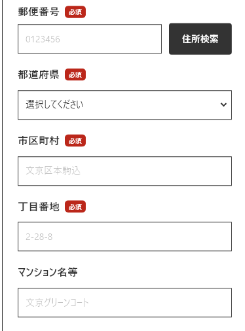 郵便番号 必須
0123456 住所検索
都道府県 必須
選択してください
市区町村 必須
文京区本駒込
丁目番地 必須
2-28-8
マンション名等
文京グリーンコート